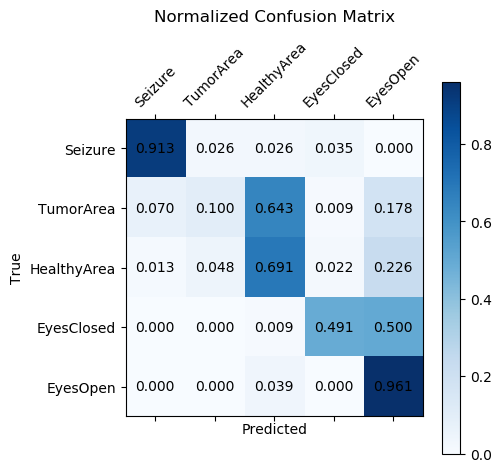 Normalized Confusion Matrix
Seizure TumorArea HealthyArea EyesClosed EyesOpen
Seizure 0.913 0.026 0.026 0.035 0.000
TumorArea 0.070 0.100 0.643 0.009 0.178
HealthyArea 0.013 0.048 0.691 0.022 0.226
EyesClosed 0.000 0.000 0.009 0.491 0.500
EyesOpen 0.000 0.000 0.039 0.000 0.961
True
Predicted
0.8
0.6
0.4
0.2
0.0